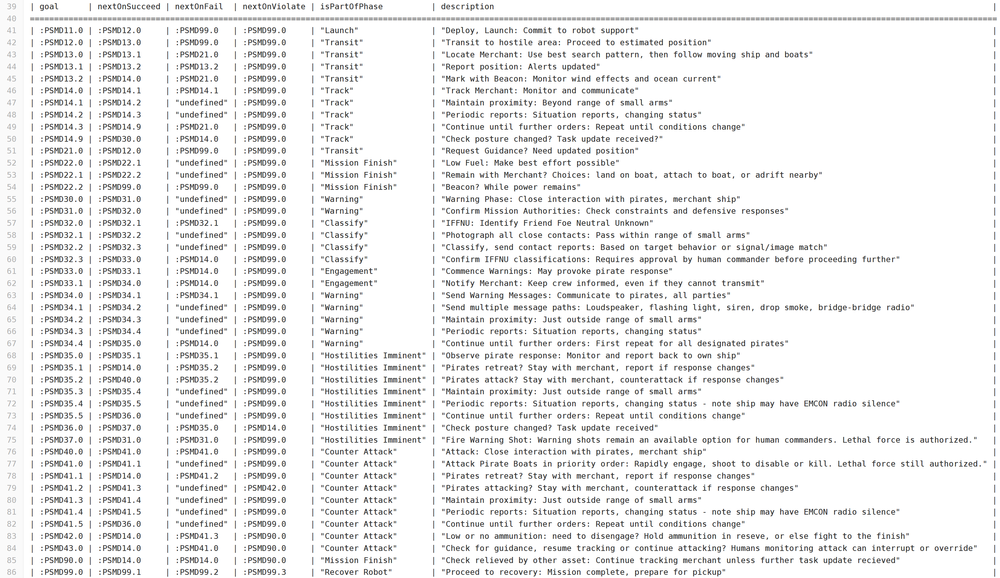 39 | goal      | nextOnSucceed | nextOnFail  | nextOnViolate | isPartOfPhase          | description                                                                                                        |
40 ========================================================================================================================================================================================================
41 | :PSMD11.0 | :PSMD12.0     | :PSMD99.0   | :PSMD99.0     | "Launch"               | "Deploy, Launch: Commit to robot support"                                                                          |
42 | :PSMD12.0 | :PSMD13.0     | :PSMD99.0   | :PSMD99.0     | "Transit"              | "Transit to hostile area: Proceed to estimated position"                                                           |
43 | :PSMD13.0 | :PSMD13.1     | :PSMD21.0   | :PSMD99.0     | "Transit"              | "Locate Merchant: Use best search pattern, then follow moving ship and boats"                                      |
44 | :PSMD13.1 | :PSMD13.2     | :PSMD13.2   | :PSMD99.0     | "Transit"              | "Report position: Alerts updated"                                                                                  |
45 | :PSMD13.2 | :PSMD14.0     | :PSMD21.0   | :PSMD99.0     | "Transit"              | "Mark with Beacon: Monitor wind effects and ocean current"                                                         |
46 | :PSMD14.0 | :PSMD14.1     | :PSMD14.1   | :PSMD99.0     | "Track"                | "Track Merchant: Monitor and communicate"                                                                          |
47 | :PSMD14.1 | :PSMD14.2     | "undefined" | :PSMD99.0     | "Track"                | "Maintain proximity: Beyond range of small arms"                                                                   |
48 | :PSMD14.2 | :PSMD14.3     | "undefined" | :PSMD99.0     | "Track"                | "Periodic reports: Situation reports, changing status"                                                             |
49 | :PSMD14.3 | :PSMD14.9     | :PSMD21.0   | :PSMD99.0     | "Track"                | "Continue until further orders: Repeat until conditions change"                                                    |
50 | :PSMD14.9 | :PSMD30.0     | :PSMD14.0   | :PSMD99.0     | "Track"                | "Check posture changed? Task update received?"                                                                     |
51 | :PSMD21.0 | :PSMD12.0     | :PSMD99.0   | :PSMD99.0     | "Transit"              | "Request Guidance? Need updated position"                                                                          |
52 | :PSMD22.0 | :PSMD22.1     | "undefined" | :PSMD99.0     | "Mission Finish"       | "Low Fuel: Make best effort possible"                                                                              |
53 | :PSMD22.1 | :PSMD22.2     | "undefined" | :PSMD99.0     | "Mission Finish"       | "Remain with Merchant? Choices: land on boat, attach to boat, or adrift nearby"                                    |
54 | :PSMD22.2 | :PSMD99.0     | :PSMD99.0   | :PSMD99.0     | "Mission Finish"       | "Beacon? While power remains"                                                                                      |
55 | :PSMD30.0 | :PSMD31.0     | "undefined" | :PSMD99.0     | "Warning"              | "Warning Phase: Close interaction with pirates, merchant ship"                                                     |
56 | :PSMD31.0 | :PSMD32.0     | "undefined" | :PSMD99.0     | "Warning"              | "Confirm Mission Authorities: Check constraints and defensive responses"                                           |
57 | :PSMD32.0 | :PSMD32.1     | :PSMD32.1   | :PSMD99.0     | "Classify"             | "IFFNU: Identify Friend Foe Neutral Unknown"                                                                       |
58 | :PSMD32.1 | :PSMD32.2     | "undefined" | :PSMD99.0     | "Classify"             | "Photograph all close contacts: Pass within range of small arms"                                                   |
59 | :PSMD32.2 | :PSMD32.3     | "undefined" | :PSMD99.0     | "Classify"             | "Classify, send contact reports: Based on target behavior or signal/image match"                                   |
60 | :PSMD32.3 | :PSMD33.0     | :PSMD14.0   | :PSMD99.0     | "Classify"             | "Confirm IFFNU classifications: Requires approval by human commander before proceeding further"                    |
61 | :PSMD33.0 | :PSMD33.1     | :PSMD14.0   | :PSMD99.0     | "Engagement"           | "Commence Warnings: May provoke pirate response"                                                                   |
62 | :PSMD33.1 | :PSMD34.0     | :PSMD14.0   | :PSMD99.0     | "Engagement"           | "Notify Merchant: Keep crew informed, even if they cannot transmit"                                                |
63 | :PSMD34.0 | :PSMD34.1     | :PSMD34.1   | :PSMD99.0     | "Warning"              | "Send Warning Messages: Communicate to pirates, all parties"                                                       |
64 | :PSMD34.1 | :PSMD34.2     | "undefined" | :PSMD99.0     | "Warning"              | "Send multiple message paths: Loudspeaker, flashing light, siren, drop smoke, bridge-bridge radio"                 |
65 | :PSMD34.2 | :PSMD34.3     | "undefined" | :PSMD99.0     | "Warning"              | "Maintain proximity: Just outside range of small arms"                                                             |
66 | :PSMD34.3 | :PSMD34.4     | "undefined" | :PSMD99.0     | "Warning"              | "Periodic reports: Situation reports, changing status"                                                             |
67 | :PSMD34.4 | :PSMD35.0     | :PSMD14.0   | :PSMD99.0     | "Warning"              | "Continue until further orders: First repeat for all designated pirates"                                           |
68 | :PSMD35.0 | :PSMD35.1     | :PSMD35.1   | :PSMD99.0     | "Hostilities Imminent" | "Observe pirate response: Monitor and report back to own ship"                                                     |
69 | :PSMD35.1 | :PSMD14.0     | :PSMD35.2   | :PSMD99.0     | "Hostilities Imminent" | "Pirates retreat? Stay with merchant, report if response changes"                                                  |
70 | :PSMD35.2 | :PSMD40.0     | :PSMD35.2   | :PSMD99.0     | "Hostilities Imminent" | "Pirates attack? Stay with merchant, counterattack if response changes"                                            |
71 | :PSMD35.3 | :PSMD35.4     | "undefined" | :PSMD99.0     | "Hostilities Imminent" | "Maintain proximity: Just outside range of small arms"                                                             |
72 | :PSMD35.4 | :PSMD35.5     | "undefined" | :PSMD99.0     | "Hostilities Imminent" | "Periodic reports: Situation reports, changing status - note ship may have EMCON radio silence"                    |
73 | :PSMD35.5 | :PSMD36.0     | "undefined" | :PSMD99.0     | "Hostilities Imminent" | "Continue until further orders: Repeat until conditions change"                                                    |
74 | :PSMD36.0 | :PSMD37.0     | :PSMD35.0   | :PSMD14.0     | "Hostilities Imminent" | "Check posture changed? Task update received"                                                                      |
75 | :PSMD37.0 | :PSMD31.0     | :PSMD31.0   | :PSMD99.0     | "Hostilities Imminent" | "Fire Warning Shot: Warning shots remain an available option for human commanders. Lethal force is authorized."    |
76 | :PSMD40.0 | :PSMD41.0     | :PSMD41.0   | :PSMD99.0     | "Counter Attack"       | "Attack: Close interaction with pirates, merchant ship"                                                            |
77 | :PSMD41.0 | :PSMD41.1     | "undefined" | :PSMD99.0     | "Counter Attack"       | "Attack Pirate Boats in priority order: Rapidly engage, shoot to disable or kill. Lethal force still authorized."  |
78 | :PSMD41.1 | :PSMD14.0     | :PSMD41.2   | :PSMD99.0     | "Counter Attack"       | "Pirates retreat? Stay with merchant, report if response changes"                                                  |
79 | :PSMD41.2 | :PSMD41.3     | "undefined" | :PSMD42.0     | "Counter Attack"       | "Pirates attacking? Stay with merchant, counterattack if response changes"                                         |
80 | :PSMD41.3 | :PSMD41.4     | "undefined" | :PSMD99.0     | "Counter Attack"       | "Maintain proximity: Just outside range of small arms"                                                             |
81 | :PSMD41.4 | :PSMD41.5     | "undefined" | :PSMD99.0     | "Counter Attack"       | "Periodic reports: Situation reports, changing status - note ship may have EMCON radio silence"                    |
82 | :PSMD41.5 | :PSMD36.0     | "undefined" | :PSMD99.0     | "Counter Attack"       | "Continue until further orders: Repeat until conditions change"                                                    |
83 | :PSMD42.0 | :PSMD14.0     | :PSMD41.3   | :PSMD90.0     | "Counter Attack"       | "Low or no ammunition: need to disengage? Hold ammunition in reseve, or else fight to the finish"                  |
84 | :PSMD43.0 | :PSMD14.0     | :PSMD41.0   | :PSMD90.0     | "Counter Attack"       | "Check for guidance, resume tracking or continue attacking? Humans monitoring attack can interrupt or override"    |
85 | :PSMD90.0 | :PSMD14.0     | :PSMD14.0   | :PSMD90.0     | "Mission Finish"       | "Check relieved by other asset: Continue tracking merchant unless further task update recieved"                    |
86 | :PSMD99.0 | :PSMD99.1     | :PSMD99.2   | :PSMD99.3     | "Recover Robot"        | "Proceed to recovery: Mission complete, prepare for pickup"                                                        |